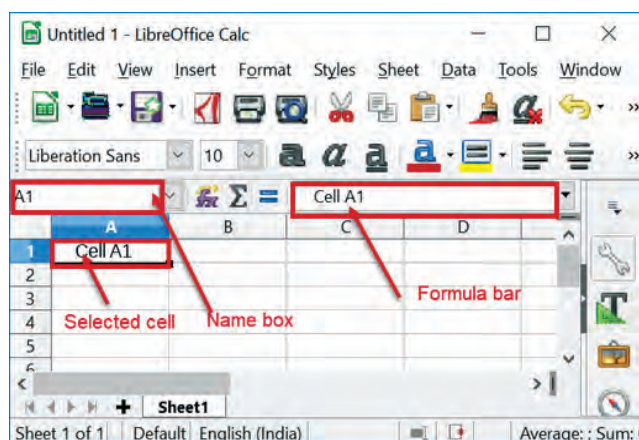 Untitled 1 - LibreOffice Calc
File Edit View Insert Format Styles Sheet Data Tools Window
Liberation Sans 10 a a a a
A1 Σ = Cell A1
A B C D
1 Cell A1
2
3 Formula bar
4 Selected cell Name box
5
6
Sheet1
Sheet 1 of 1 Default English (India) Average: ; Sum: